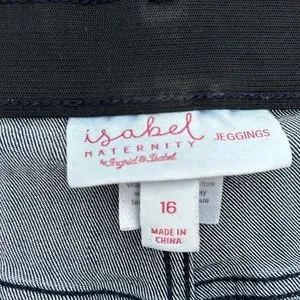 isabel
MATERNITY
by Ingrid & Isabel
JEGGINGS
16
MADE IN
CHINA